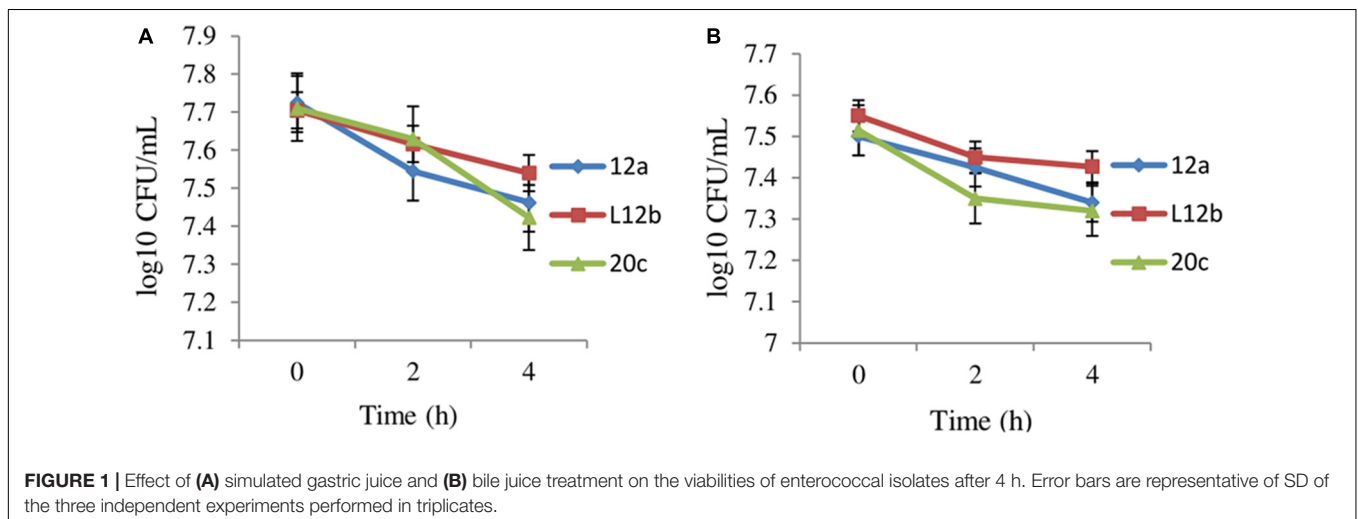 A
7.9
7.8
7.7
7.6
7.5
7.4
7.3
7.2
7.1
log10 CFU/mL
0 2 4
Time (h)
12a
L12b
20c
B
7.7
7.6
7.5
7.4
7.3
7.2
7.1
7
log10 CFU/mL
0 2 4
Time (h)
12a
L12b
20c
FIGURE 1 | Effect of (A) simulated gastric juice and (B) bile juice treatment on the viabilities of enterococcal isolates after 4 h. Error bars are representative of SD of
the three independent experiments performed in triplicates.